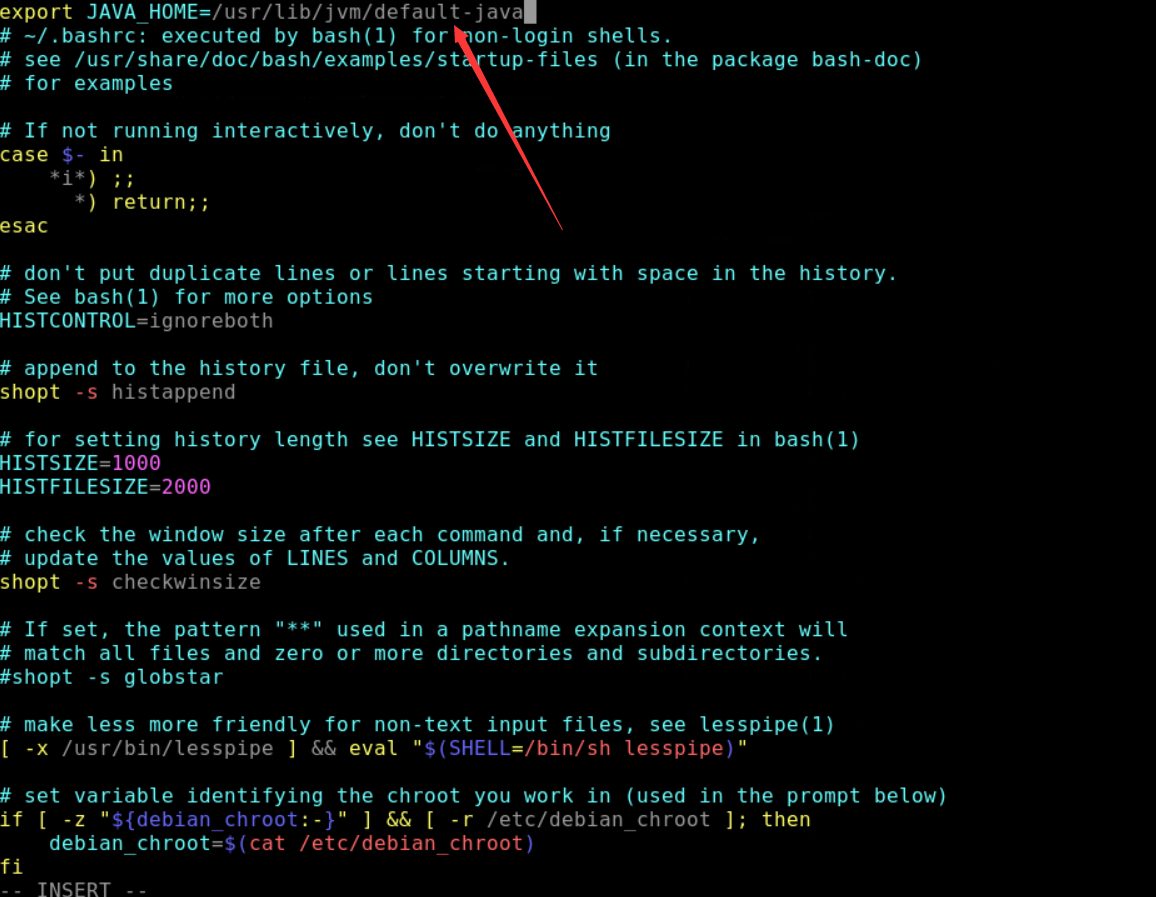 export JAVA_HOME=/usr/lib/jvm/default-java
# ~/.bashrc: executed by bash(1) for non-login shells.
# see /usr/share/doc/bash/examples/startup-files (in the package bash-doc)
# for examples

# If not running interactively, don't do anything
case $- in
    *i*) ;;
      *) return;;
esac

# don't put duplicate lines or lines starting with space in the history.
# See bash(1) for more options
HISTCONTROL=ignoreboth

# append to the history file, don't overwrite it
shopt -s histappend

# for setting history length see HISTSIZE and HISTFILESIZE in bash(1)
HISTSIZE=1000
HISTFILESIZE=2000

# check the window size after each command and, if necessary,
# update the values of LINES and COLUMNS.
shopt -s checkwinsize

# If set, the pattern "**" used in a pathname expansion context will
# match all files and zero or more directories and subdirectories.
#shopt -s globstar

# make less more friendly for non-text input files, see lesspipe(1)
[ -x /usr/bin/lesspipe ] && eval "$(SHELL=/bin/sh lesspipe)"

# set variable identifying the chroot you work in (used in the prompt below)
if [ -z "${debian_chroot:-}" ] && [ -r /etc/debian_chroot ]; then
    debian_chroot=$(cat /etc/debian_chroot)
fi
-- INSERT --